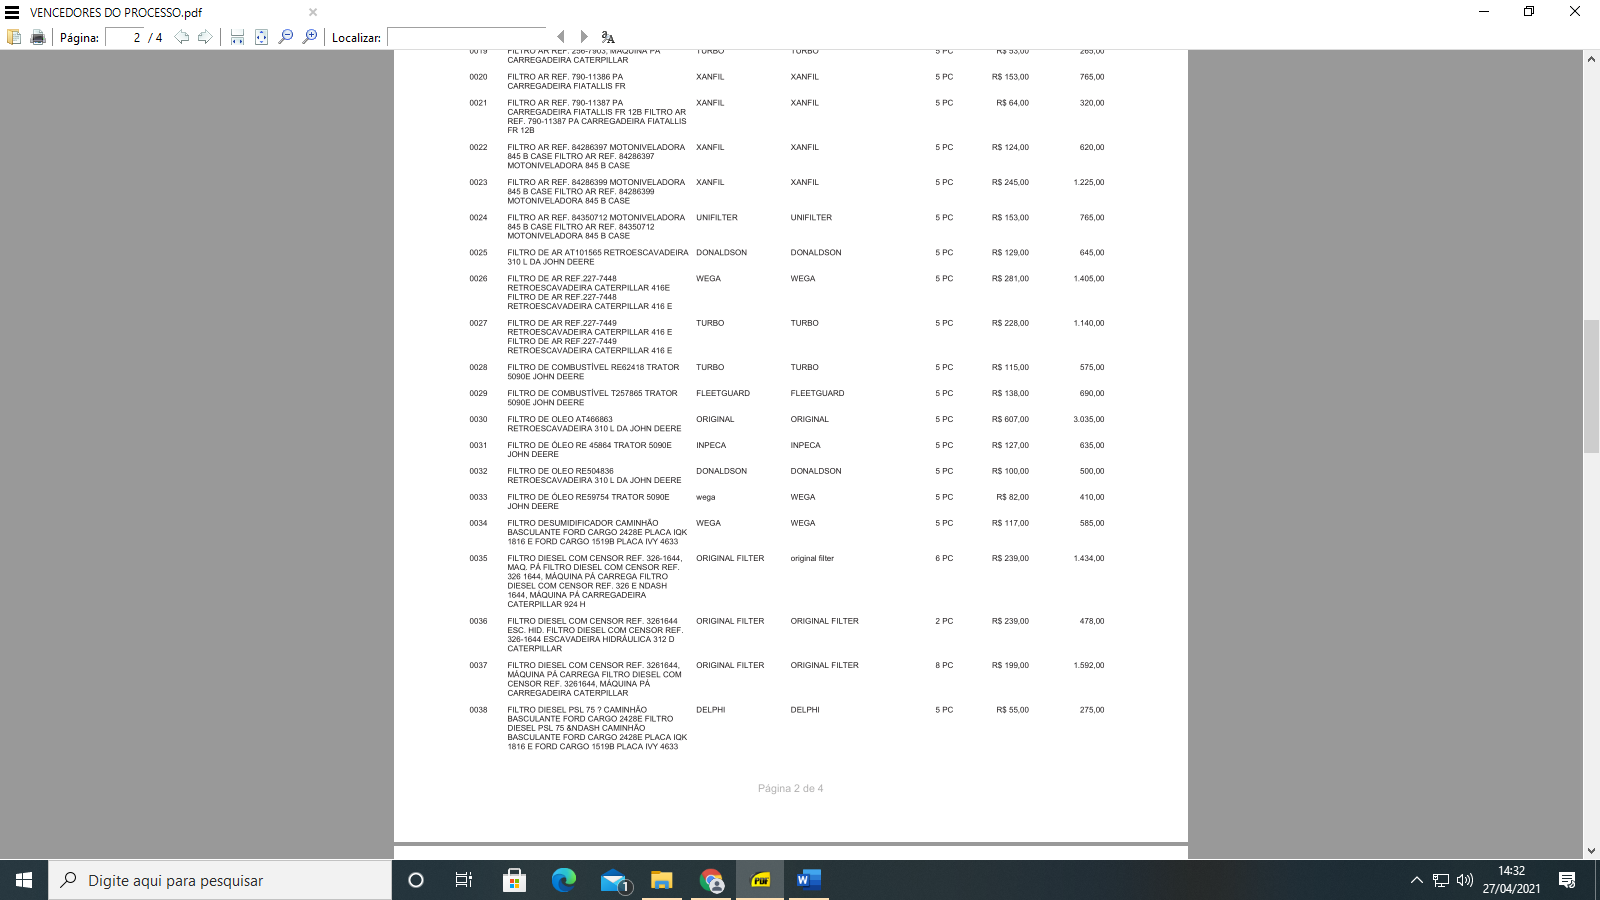 VENCEDORES DO PROCESSO.pdf
Página: 2 / 4 Localizar:
0019 FILTRO AR REF. 256-7903, MÁQUINA PÁ TURBO TURBO 5 PC R$ 53,00 265,00
CARREGADEIRA CATERPILLAR
0020 FILTRO AR REF. 790-11386 PA XANFIL XANFIL 5 PC R$ 153,00 765,00
CARREGADEIRA FIATALLIS FR
0021 FILTRO AR REF. 790-11387 PA XANFIL XANFIL 5 PC R$ 64,00 320,00
CARREGADEIRA FIATALLIS FR 12B FILTRO AR
REF. 790-11387 PA CARREGADEIRA FIATALLIS
FR 12B
0022 FILTRO AR REF. 84286397 MOTONIVELADORA XANFIL XANFIL 5 PC R$ 124,00 620,00
845 B CASE FILTRO AR REF. 84286397
MOTONIVELADORA 845 B CASE
0023 FILTRO AR REF. 84286399 MOTONIVELADORA XANFIL XANFIL 5 PC R$ 245,00 1.225,00
845 B CASE FILTRO AR REF. 84286399
MOTONIVELADORA 845 B CASE
0024 FILTRO AR REF. 84350712 MOTONIVELADORA UNIFILTER UNIFILTER 5 PC R$ 153,00 765,00
845 B CASE FILTRO AR REF. 84350712
MOTONIVELADORA 845 B CASE
0025 FILTRO DE AR AT101565 RETROESCAVADEIRA DONALDSON DONALDSON 5 PC R$ 129,00 645,00
310 L DA JOHN DEERE
0026 FILTRO DE AR REF.227-7448 WEGA WEGA 5 PC R$ 281,00 1.405,00
RETROESCAVADEIRA CATERPILLAR 416E
FILTRO DE AR REF.227-7448
RETROESCAVADEIRA CATERPILLAR 416 E
0027 FILTRO DE AR REF.227-7449 TURBO TURBO 5 PC R$ 228,00 1.140,00
RETROESCAVADEIRA CATERPILLAR 416 E
FILTRO DE AR REF.227-7449
RETROESCAVADEIRA CATERPILLAR 416 E
0028 FILTRO DE COMBUSTÍVEL RE62418 TRATOR TURBO TURBO 5 PC R$ 115,00 575,00
5090E JOHN DEERE
0029 FILTRO DE COMBUSTÍVEL T257865 TRATOR FLEETGUARD FLEETGUARD 5 PC R$ 138,00 690,00
5090E JOHN DEERE
0030 FILTRO DE OLEO AT466863 ORIGINAL ORIGINAL 5 PC R$ 607,00 3.035,00
RETROESCAVADEIRA 310 L DA JOHN DEERE
0031 FILTRO DE ÓLEO RE 45864 TRATOR 5090E INPECA INPECA 5 PC R$ 127,00 635,00
JOHN DEERE
0032 FILTRO DE OLEO RE504836 DONALDSON DONALDSON 5 PC R$ 100,00 500,00
RETROESCAVADEIRA 310 L DA JOHN DEERE
0033 FILTRO DE ÓLEO RE59754 TRATOR 5090E wega WEGA 5 PC R$ 82,00 410,00
JOHN DEERE
0034 FILTRO DESUMIDIFICADOR CAMINHÃO WEGA WEGA 5 PC R$ 117,00 585,00
BASCULANTE FORD CARGO 2428E PLACA IQK
1816 E FORD CARGO 1519B PLACA IVY 4633
0035 FILTRO DIESEL COM CENSOR REF. 326-1644, ORIGINAL FILTER original filter 6 PC R$ 239,00 1.434,00
MAQ. PÁ FILTRO DIESEL COM CENSOR REF.
326 1644, MÁQUINA PÁ CARREGA FILTRO
DIESEL COM CENSOR REF. 326 E NDASH
1644, MÁQUINA PÁ CARREGADEIRA
CATERPILLAR 924 H
0036 FILTRO DIESEL COM CENSOR REF. 3261644 ORIGINAL FILTER ORIGINAL FILTER 2 PC R$ 239,00 478,00
ESC. HID. FILTRO DIESEL COM CENSOR REF.
326-1644 ESCAVADEIRA HIDRÁULICA 312 D
CATERPILLAR
0037 FILTRO DIESEL COM CENSOR REF. 3261644, ORIGINAL FILTER ORIGINAL FILTER 8 PC R$ 199,00 1.592,00
MÁQUINA PÁ CARREGA FILTRO DIESEL COM
CENSOR REF. 3261644, MÁQUINA PÁ
CARREGADEIRA CATERPILLAR
0038 FILTRO DIESEL PSL 75 ? CAMINHÃO DELPHI DELPHI 5 PC R$ 55,00 275,00
BASCULANTE FORD CARGO 2428E FILTRO
DIESEL PSL 75 &NDASH CAMINHÃO
BASCULANTE FORD CARGO 2428E PLACA IQK
1816 E FORD CARGO 1519B PLACA IVY 4633
Página 2 de 4
Digite aqui para pesquisar 1 PDF W 14:32
27/04/2021